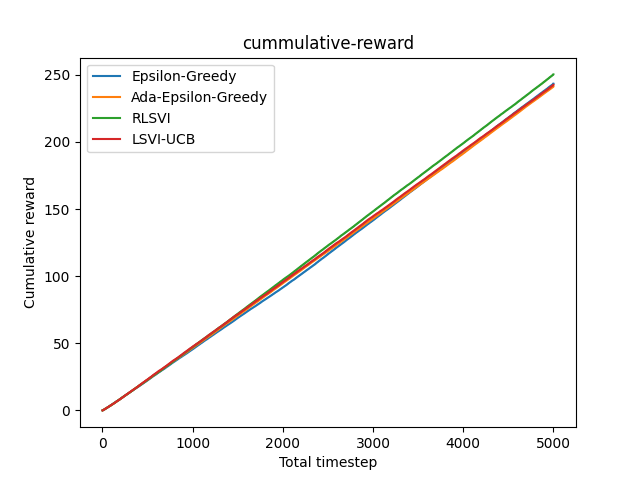 cummulative-reward
Epsilon-Greedy
Ada-Epsilon-Greedy
RLSVI
LSVI-UCB
Cumulative reward
250
200
150
100
50
0
0 1000 2000 3000 4000 5000
Total timestep